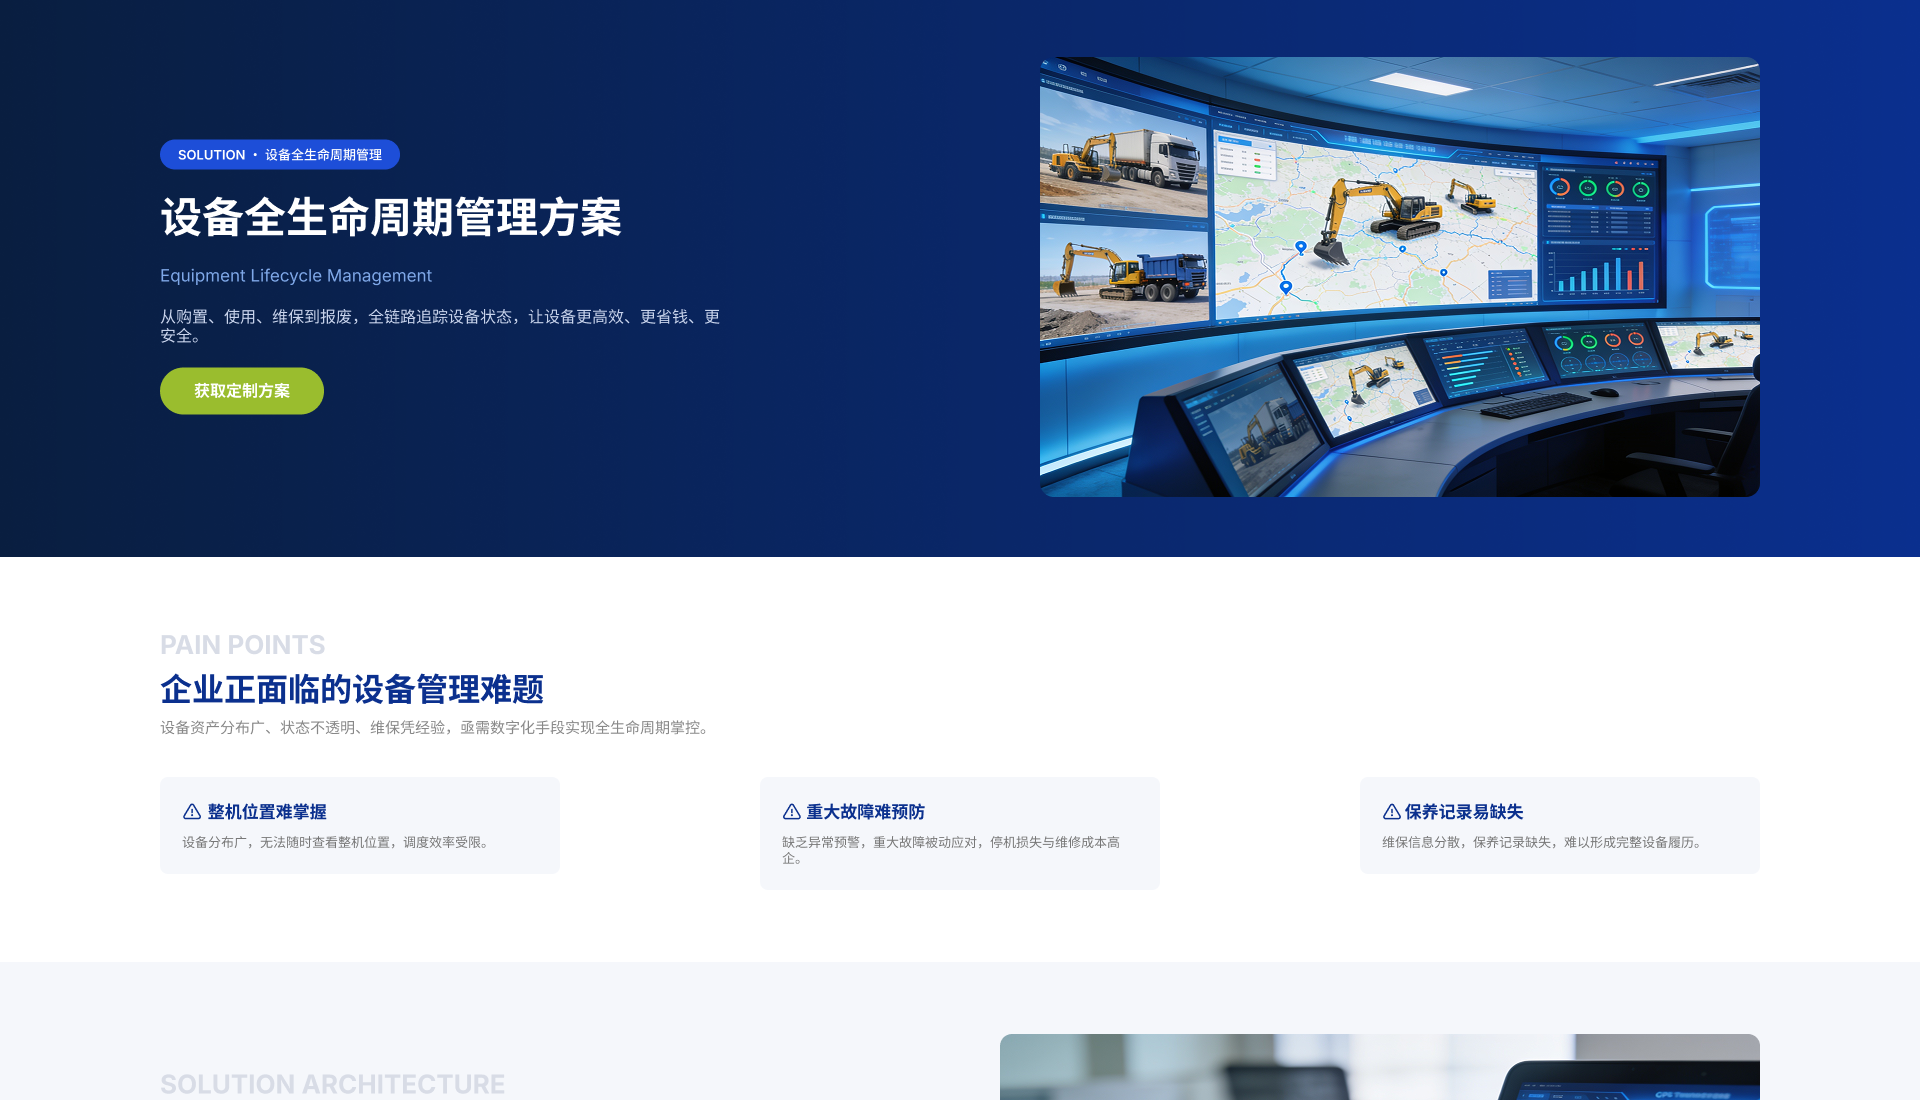 SOLUTION · 设备全生命周期管理
设备全生命周期管理方案
Equipment Lifecycle Management
从购置、使用、维保到报废，全链路追踪设备状态，让设备更高效、更省钱、更
安全。
获取定制方案
PAIN POINTS
企业正面临的设备管理难题
设备资产分布广、状态不透明、维保凭经验，亟需数字化手段实现全生命周期掌控。
整机位置难掌握
设备分布广，无法随时查看整机位置，调度效率受限。
重大故障难预防
缺乏异常预警，重大故障被动应对，停机损失与维修成本高
企。
保养记录易缺失
维保信息分散，保养记录缺失，难以形成完整设备履历。
SOLUTION ARCHITECTURE